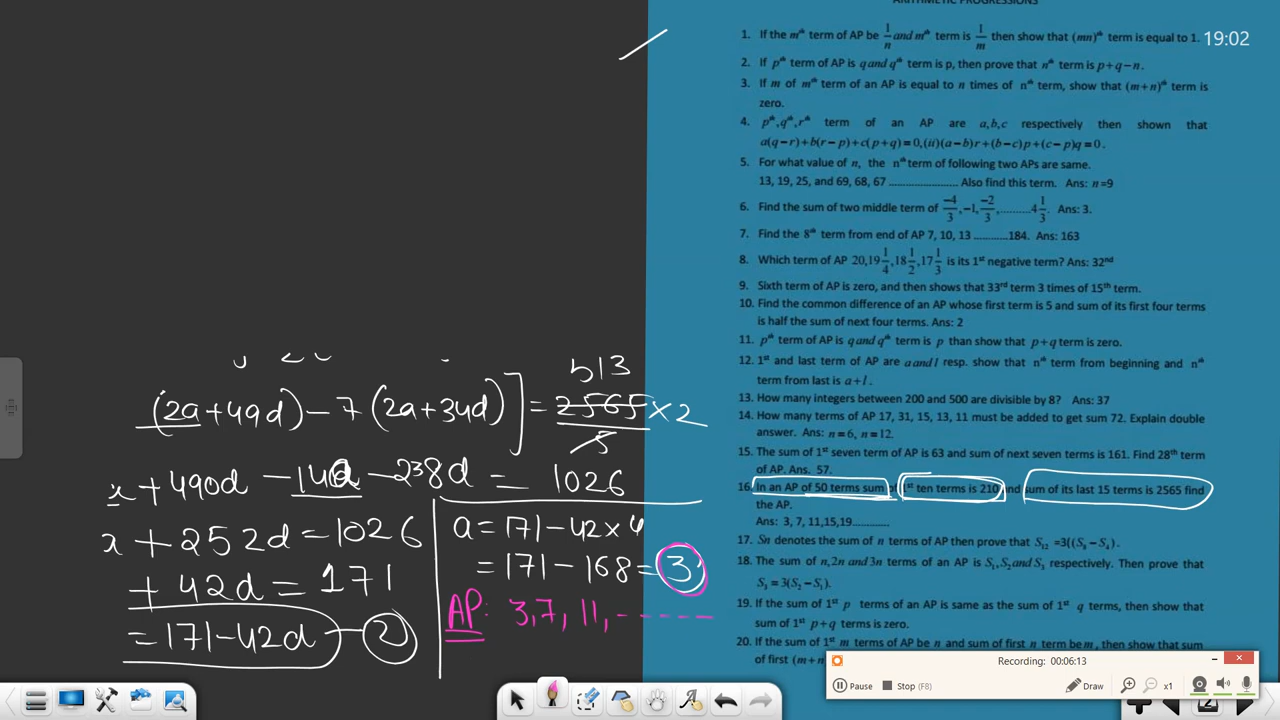 513
(2a+49d) - 7 (2a+34d)] = 2565 × 2
5
x + 490d - 14a - 238d = 1026
x + 252d = 1026
+ 42d = 171
= 171 - 42d - 2
a = 171 - 42 × 4
= 171 - 168 = 3
AP: 3, 7, 11, ------
ARITHMETIC PROGRESSIONS
19:02
1. If the mᵗʰ term of AP be 1/n and mᵗʰ term is 1/m then show that (mn)ᵗʰ term is equal to 1.
2. If pᵗʰ term of AP is q and qᵗʰ term is p, then prove that nᵗʰ term is p+q−n.
3. If m of mᵗʰ term of an AP is equal to n times of nᵗʰ term, show that (m+n)ᵗʰ term is
zero.
4. pᵗʰ, qᵗʰ, rᵗʰ term of an AP are a,b,c respectively then shown that
a(q−r)+b(r−p)+c(p+q)=0,(ii)(a−b)r+(b−c)p+(c−p)q=0.
5. For what value of n, the nᵗʰ term of following two APs are same.
13, 19, 25, and 69, 68, 67 ........................ Also find this term. Ans: n=9
6. Find the sum of two middle term of −4/3, −1, −2/3, .........4 1/3. Ans: 3.
7. Find the 8ᵗʰ term from end of AP 7, 10, 13 ............184. Ans: 163
8. Which term of AP 20,19 1/4, 18 1/2, 17 1/3 is its 1ˢᵗ negative term? Ans: 32ⁿᵈ
9. Sixth term of AP is zero, and then shows that 33ʳᵈ term 3 times of 15ᵗʰ term.
10. Find the common difference of an AP whose first term is 5 and sum of its first four terms
is half the sum of next four terms. Ans: 2
11. pᵗʰ term of AP is q and qᵗʰ term is p than show that p+q term is zero.
12. 1ˢᵗ and last term of AP are a and l resp. show that nᵗʰ term from beginning and nᵗʰ
term from last is a+l.
13. How many integers between 200 and 500 are divisible by 8? Ans: 37
14. How many terms of AP 17, 31, 15, 13, 11 must be added to get sum 72. Explain double
answer. Ans: n=6, n=12.
15. The sum of 1ˢᵗ seven term of AP is 63 and sum of next seven terms is 161. Find 28ᵗʰ term
of AP. Ans. 57.
16. In an AP of 50 terms sum of 1ˢᵗ ten terms is 210 and sum of its last 15 terms is 2565 find
the AP.
Ans: 3, 7, 11,15,19.............
17. Sn denotes the sum of n terms of AP then prove that S₁₂ =3((S₈−S₄).
18. The sum of n,2n and 3n terms of an AP is S₁,S₂ and S₃ respectively. Then prove that
S₃ = 3(S₂−S₁).
19. If the sum of 1ˢᵗ p terms of an AP is same as the sum of 1ˢᵗ q terms, then show that
sum of 1ˢᵗ p+q terms is zero.
20. If the sum of 1ˢᵗ m terms of AP be n and sum of first n term be m, then show that sum
of first (m+n
Recording: 00:06:13
Pause Stop (F8) Draw x1
2